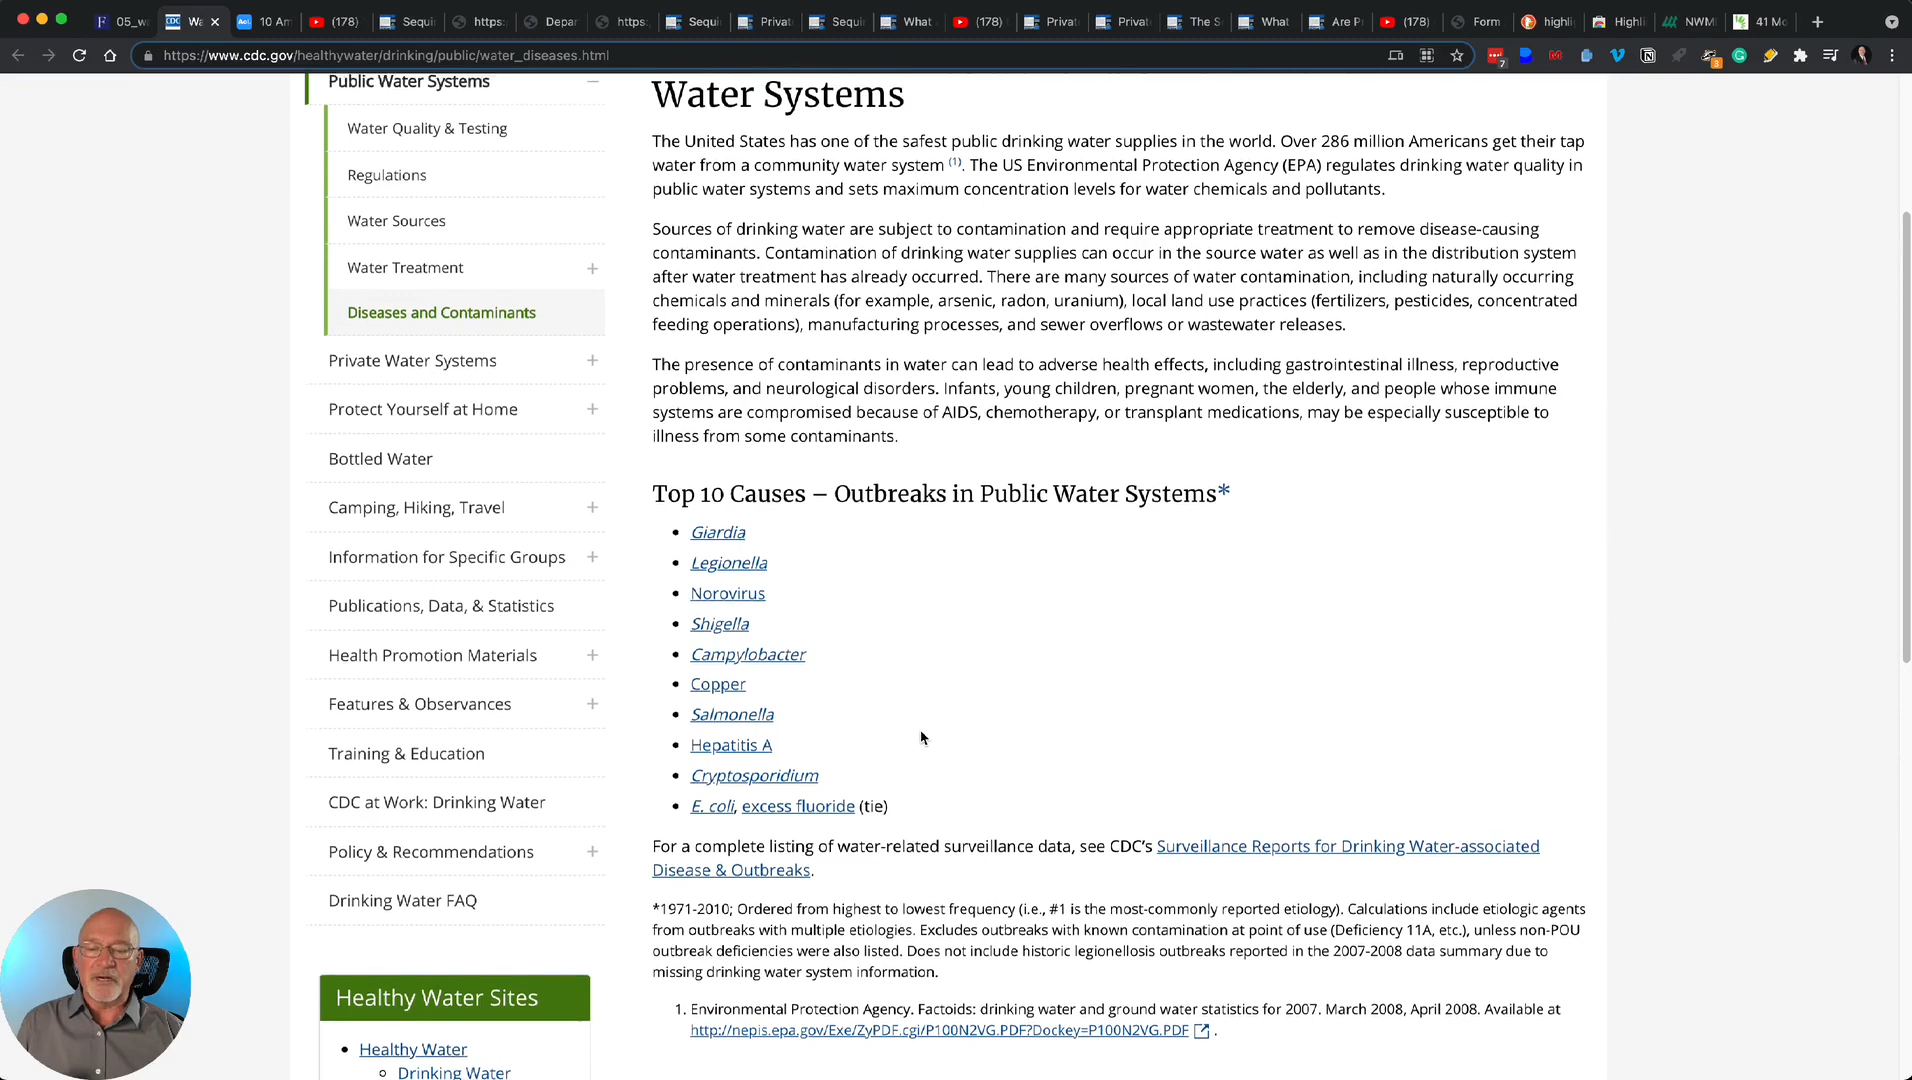 05_w
Wa
10 Am
(178)
Sequi
https:
Depar
https:
Sequi
Privat
Sequi
What
(178)
Privat
Privat
The S
What
Are P
(178)
Form
highli
Highli
NWM
41 Mo
https://www.cdc.gov/healthywater/drinking/public/water_diseases.html
Public Water Systems
Water Quality & Testing
Regulations
Water Sources
Water Treatment
Diseases and Contaminants
Private Water Systems
Protect Yourself at Home
Bottled Water
Camping, Hiking, Travel
Information for Specific Groups
Publications, Data, & Statistics
Health Promotion Materials
Features & Observances
Training & Education
CDC at Work: Drinking Water
Policy & Recommendations
Drinking Water FAQ
Healthy Water Sites
Healthy Water
Drinking Water
Water Systems
The United States has one of the safest public drinking water supplies in the world. Over 286 million Americans get their tap
water from a community water system (1). The US Environmental Protection Agency (EPA) regulates drinking water quality in
public water systems and sets maximum concentration levels for water chemicals and pollutants.
Sources of drinking water are subject to contamination and require appropriate treatment to remove disease-causing
contaminants. Contamination of drinking water supplies can occur in the source water as well as in the distribution system
after water treatment has already occurred. There are many sources of water contamination, including naturally occurring
chemicals and minerals (for example, arsenic, radon, uranium), local land use practices (fertilizers, pesticides, concentrated
feeding operations), manufacturing processes, and sewer overflows or wastewater releases.
The presence of contaminants in water can lead to adverse health effects, including gastrointestinal illness, reproductive
problems, and neurological disorders. Infants, young children, pregnant women, the elderly, and people whose immune
systems are compromised because of AIDS, chemotherapy, or transplant medications, may be especially susceptible to
illness from some contaminants.
Top 10 Causes – Outbreaks in Public Water Systems*
Giardia
Legionella
Norovirus
Shigella
Campylobacter
Copper
Salmonella
Hepatitis A
Cryptosporidium
E. coli, excess fluoride (tie)
For a complete listing of water-related surveillance data, see CDC's Surveillance Reports for Drinking Water-associated
Disease & Outbreaks.
*1971-2010; Ordered from highest to lowest frequency (i.e., #1 is the most-commonly reported etiology). Calculations include etiologic agents
from outbreaks with multiple etiologies. Excludes outbreaks with known contamination at point of use (Deficiency 11A, etc.), unless non-POU
outbreak deficiencies were also listed. Does not include historic legionellosis outbreaks reported in the 2007-2008 data summary due to
missing drinking water system information.
1. Environmental Protection Agency. Factoids: drinking water and ground water statistics for 2007. March 2008, April 2008. Available at
http://nepis.epa.gov/Exe/ZyPDF.cgi/P100N2VG.PDF?Dockey=P100N2VG.PDF .